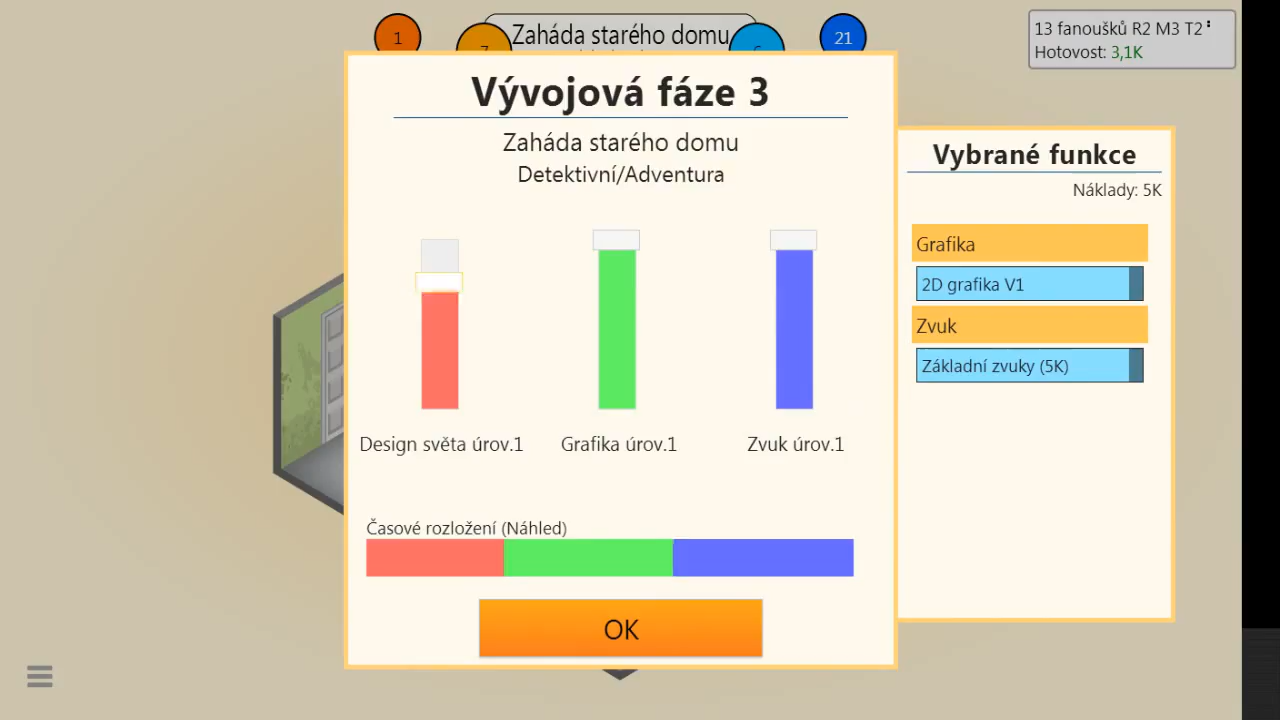 1
7
Zaháda starého domu
21
13 fanoušků R2 M3 T2
Hotovost: 3,1K
Vývojová fáze 3
Zaháda starého domu
Detektivní/Adventura
Design světa úrov.1
Grafika úrov.1
Zvuk úrov.1
Časové rozložení (Náhled)
OK
Vybrané funkce
Náklady: 5K
Grafika
2D grafika V1
Zvuk
Základní zvuky (5K)